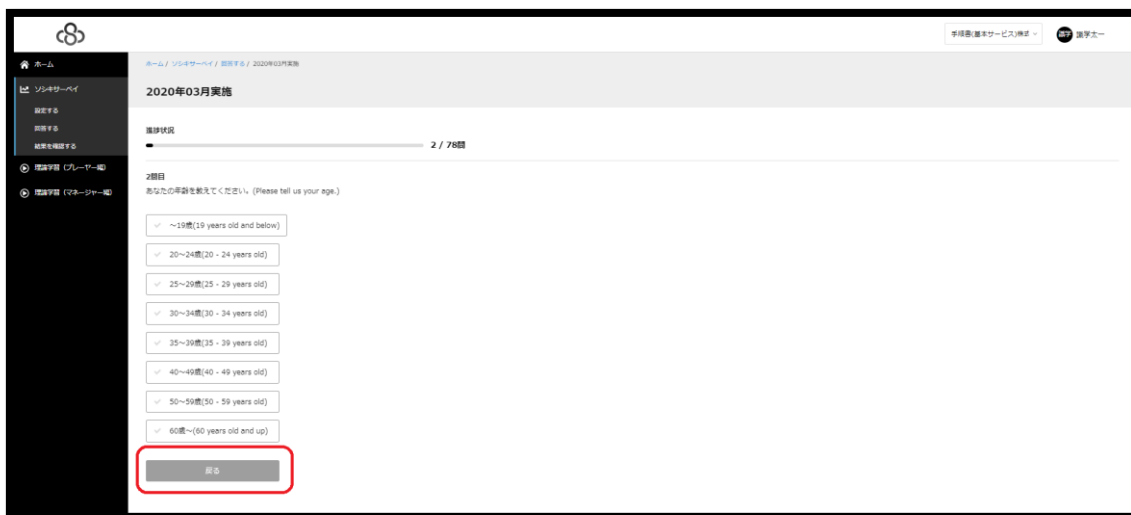 手順書(基本サービス)株式
識学
識学太一
ホーム
ソシキサーベイ
設定する
回答する
結果を確認する
理論学習（プレーヤー編）
理論学習（マネージャー編）
ホーム / ソシキサーベイ / 回答する / 2020年03月実施
2020年03月実施
進捗状況
2 / 78問
2問目
あなたの年齢を教えてください。(Please tell us your age.)
～19歳(19 years old and below)
20～24歳(20 - 24 years old)
25～29歳(25 - 29 years old)
30～34歳(30 - 34 years old)
35～39歳(35 - 39 years old)
40～49歳(40 - 49 years old)
50～59歳(50 - 59 years old)
60歳～(60 years old and up)
戻る